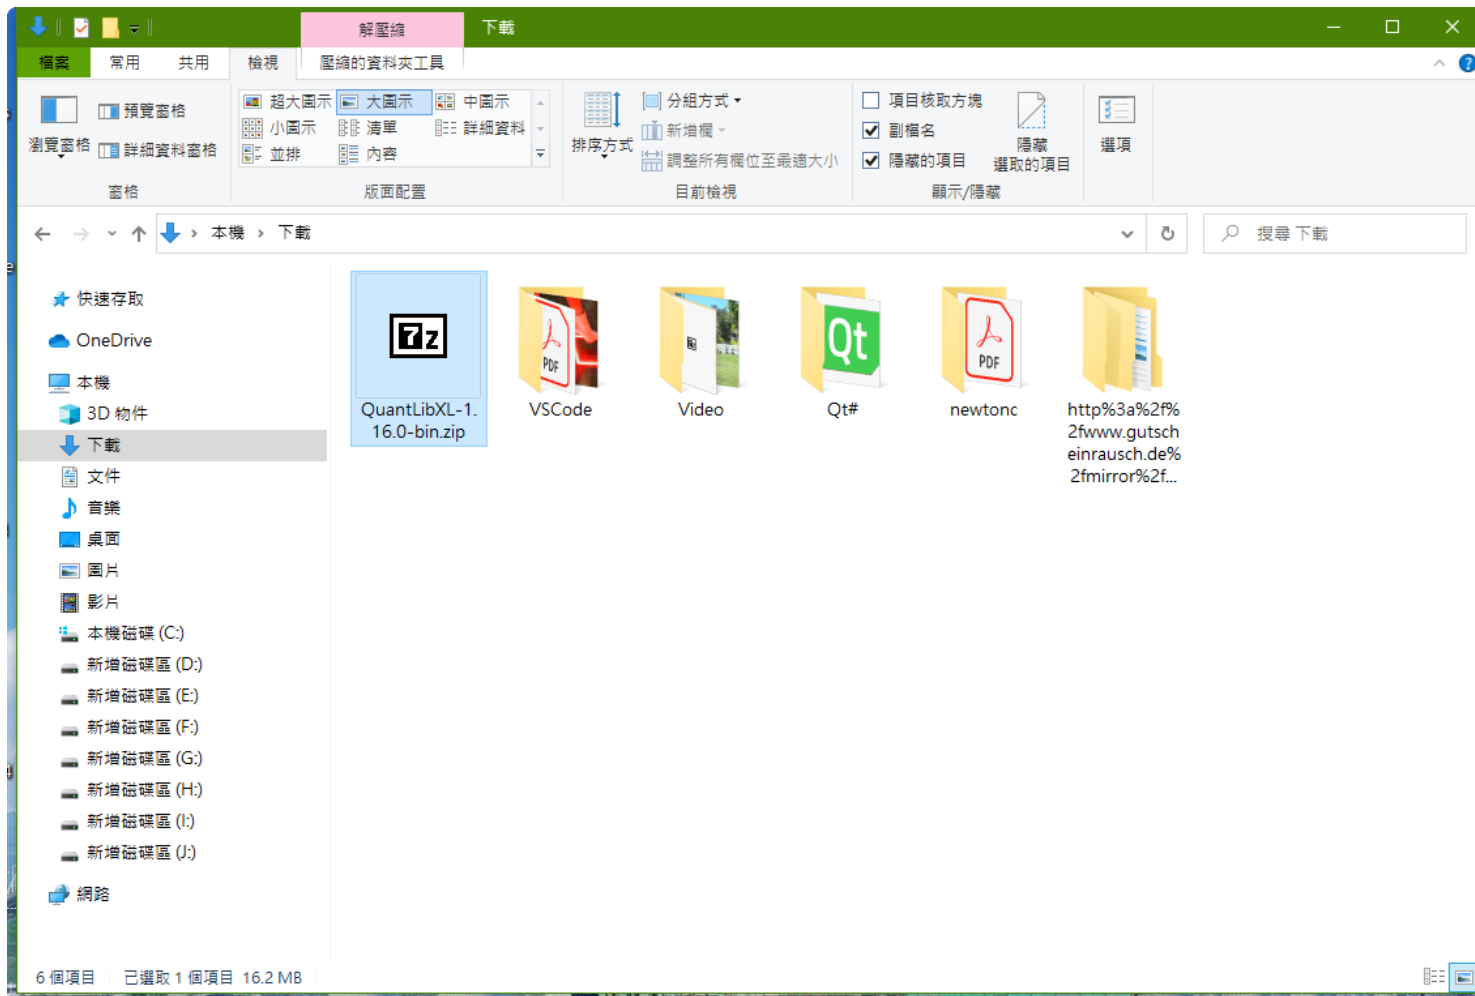 解壓縮
下載
檔案
常用
共用
檢視
壓縮的資料夾工具
瀏覽窗格
預覽窗格
詳細資料窗格
窗格
超大圖示
大圖示
中圖示
小圖示
清單
詳細資料
並排
內容
版面配置
排序方式
分組方式
新增欄
調整所有欄位至最適大小
目前檢視
項目核取方塊
副檔名
隱藏的項目
隱藏
選取的項目
顯示/隱藏
選項
本機
下載
搜尋 下載
快速存取
OneDrive
本機
3D 物件
下載
文件
音樂
桌面
圖片
影片
本機磁碟 (C:)
新增磁碟區 (D:)
新增磁碟區 (E:)
新增磁碟區 (F:)
新增磁碟區 (G:)
新增磁碟區 (H:)
新增磁碟區 (I:)
新增磁碟區 (J:)
網路
7z
QuantLibXL-1.
16.0-bin.zip
PDF
VSCode
Video
Qt
Qt#
PDF
newtonc
http%3a%2f%
2fwww.gutsch
einrausch.de%
2fmirror%2f...
6 個項目
已選取 1 個項目 16.2 MB